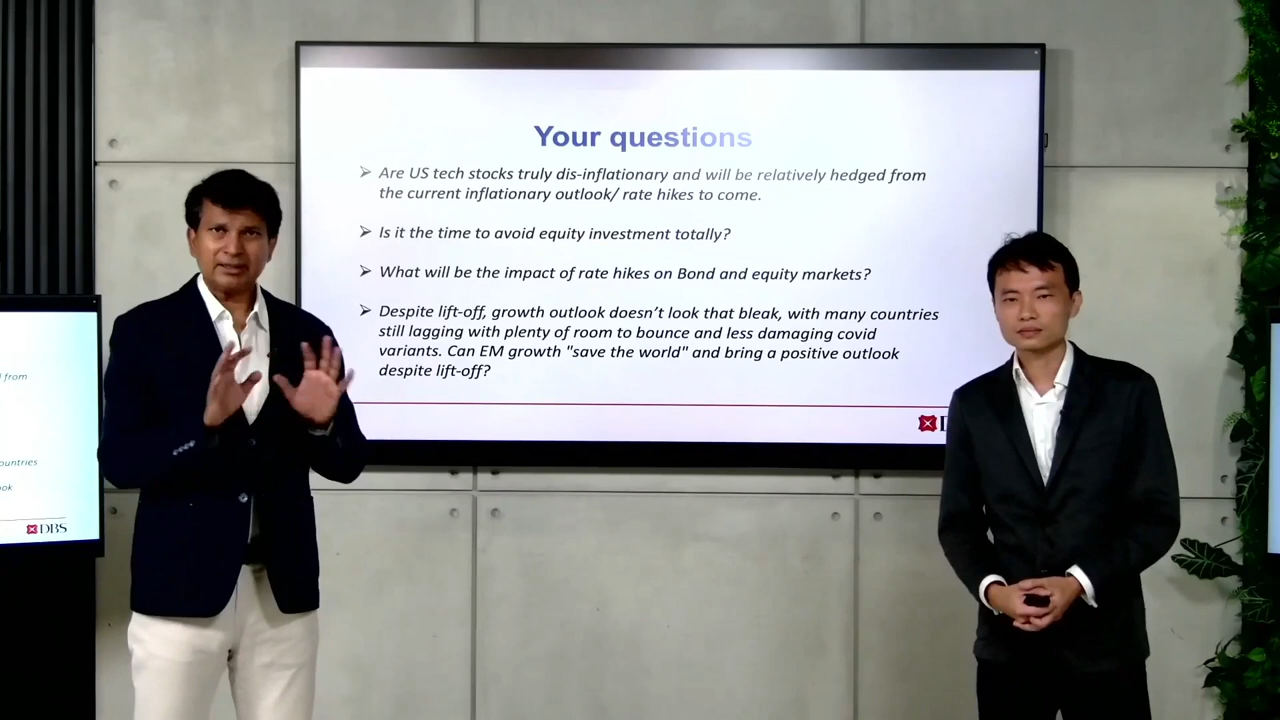 Your questions
Are US tech stocks truly dis-inflationary and will be relatively hedged from
the current inflationary outlook/ rate hikes to come.
Is it the time to avoid equity investment totally?
What will be the impact of rate hikes on Bond and equity markets?
Despite lift-off, growth outlook doesn't look that bleak, with many countries
still lagging with plenty of room to bounce and less damaging covid
variants. Can EM growth "save the world" and bring a positive outlook
despite lift-off?
from
ountries
ook
DBS